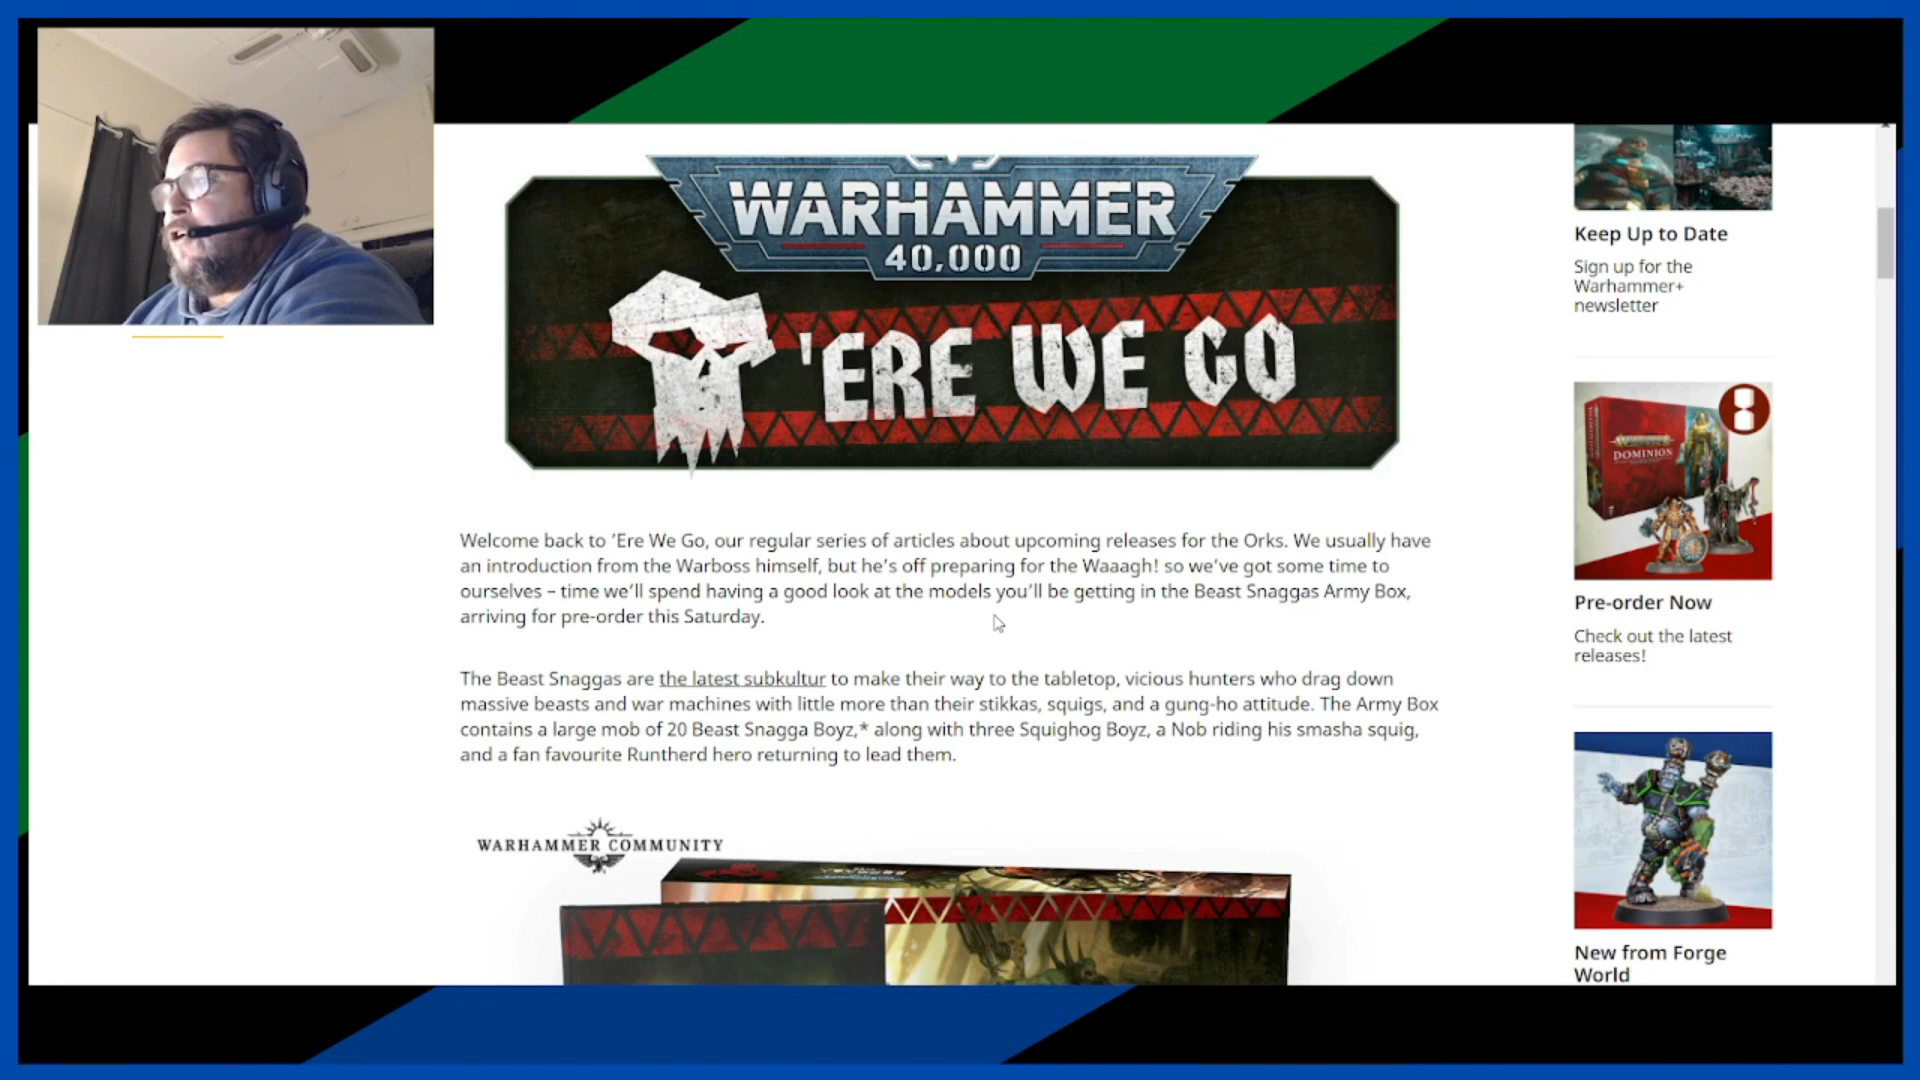 WARHAMMER
40,000
'ERE WE GO
Welcome back to ’Ere We Go, our regular series of articles about upcoming releases for the Orks. We usually have
an introduction from the Warboss himself, but he’s off preparing for the Waaagh! so we’ve got some time to
ourselves – time we’ll spend having a good look at the models you’ll be getting in the Beast Snaggas Army Box,
arriving for pre-order this Saturday.
The Beast Snaggas are the latest subkultur to make their way to the tabletop, vicious hunters who drag down
massive beasts and war machines with little more than their stikkas, squigs, and a gung-ho attitude. The Army Box
contains a large mob of 20 Beast Snagga Boyz,* along with three Squighog Boyz, a Nob riding his smasha squig,
and a fan favourite Runtherd hero returning to lead them.
WARHAMMER COMMUNITY
Keep Up to Date
Sign up for the
Warhammer+
newsletter
DOMINION
Pre-order Now
Check out the latest
releases!
New from Forge
World